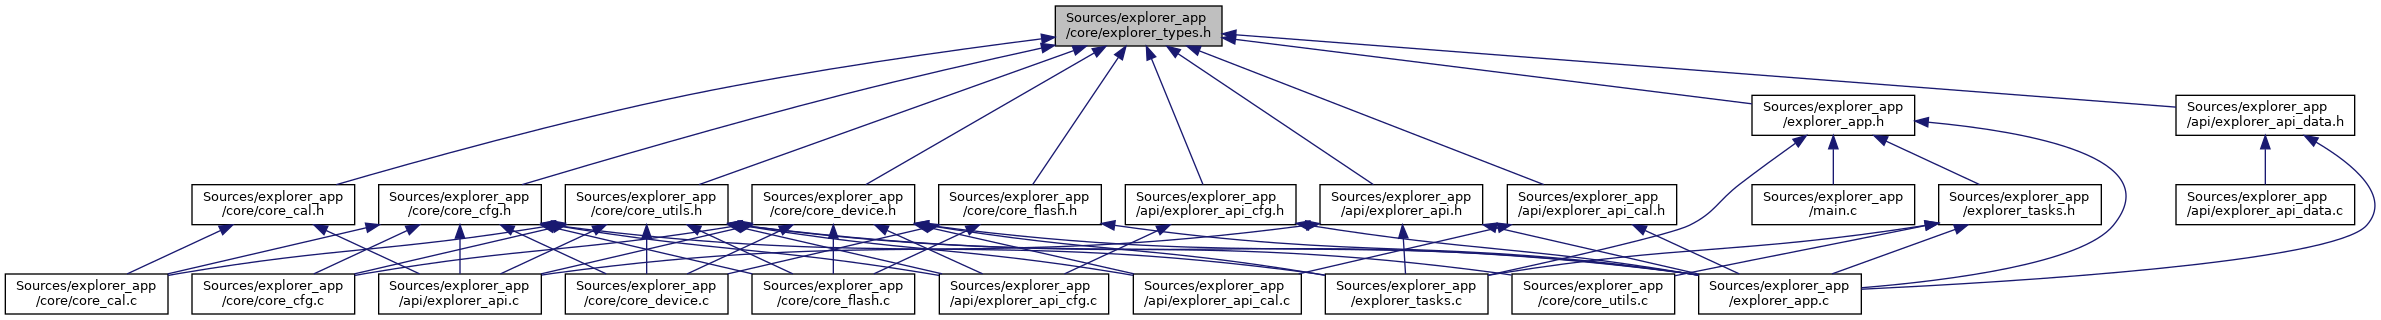 Sources/explorer_app
/core/explorer_types.h
Sources/explorer_app
/explorer_app.h
Sources/explorer_app
/api/explorer_api_data.h
Sources/explorer_app
/core/core_cal.h
Sources/explorer_app
/core/core_cfg.h
Sources/explorer_app
/core/core_utils.h
Sources/explorer_app
/core/core_device.h
Sources/explorer_app
/core/core_flash.h
Sources/explorer_app
/api/explorer_api_cfg.h
Sources/explorer_app
/api/explorer_api.h
Sources/explorer_app
/api/explorer_api_cal.h
Sources/explorer_app
/main.c
Sources/explorer_app
/explorer_tasks.h
Sources/explorer_app
/api/explorer_api_data.c
Sources/explorer_app
/core/core_cal.c
Sources/explorer_app
/core/core_cfg.c
Sources/explorer_app
/api/explorer_api.c
Sources/explorer_app
/core/core_device.c
Sources/explorer_app
/core/core_flash.c
Sources/explorer_app
/api/explorer_api_cfg.c
Sources/explorer_app
/api/explorer_api_cal.c
Sources/explorer_app
/explorer_tasks.c
Sources/explorer_app
/core/core_utils.c
Sources/explorer_app
/explorer_app.c